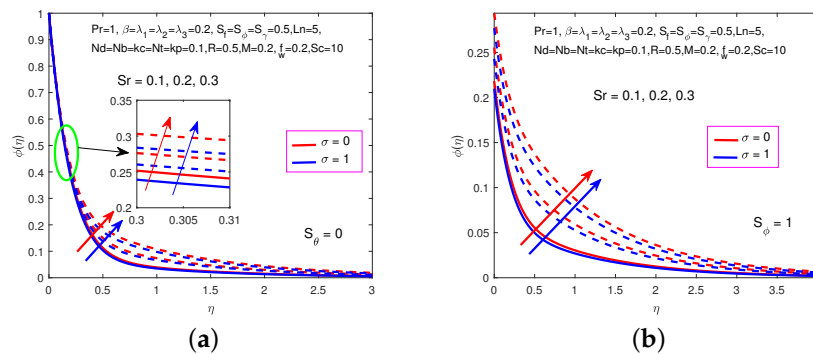 Pr=1, β=λ1=λ2=λ3=0.2, Sf=Sϕ=Sγ=0.5,Ln=5,
Nd=Nb=kc=Nt=kp=0.1,R=0.5,M=0.2,fw=0.2,Sc=10
Sr = 0.1, 0.2, 0.3
0.35
0.3
0.25
0.2
0.3 0.305 0.31
σ = 0
σ = 1
Sθ = 0
ϕ(η)
1
0.9
0.8
0.7
0.6
0.5
0.4
0.3
0.2
0.1
0
0 0.5 1 1.5 2 2.5 3
η
(a)
Pr=1, β=λ1=λ2=λ3=0.2, Sf=Sϕ=Sγ=0.5,Ln=5,
Nd=Nb=kc=Nt=kp=0.1,R=0.5,M=0.2,fw=0.2,Sc=10
Sr = 0.1, 0.2, 0.3
σ = 0
σ = 1
Sϕ = 1
ϕ(η)
0.25
0.2
0.15
0.1
0.05
0
0 0.5 1 1.5 2 2.5 3 3.5
η
(b)